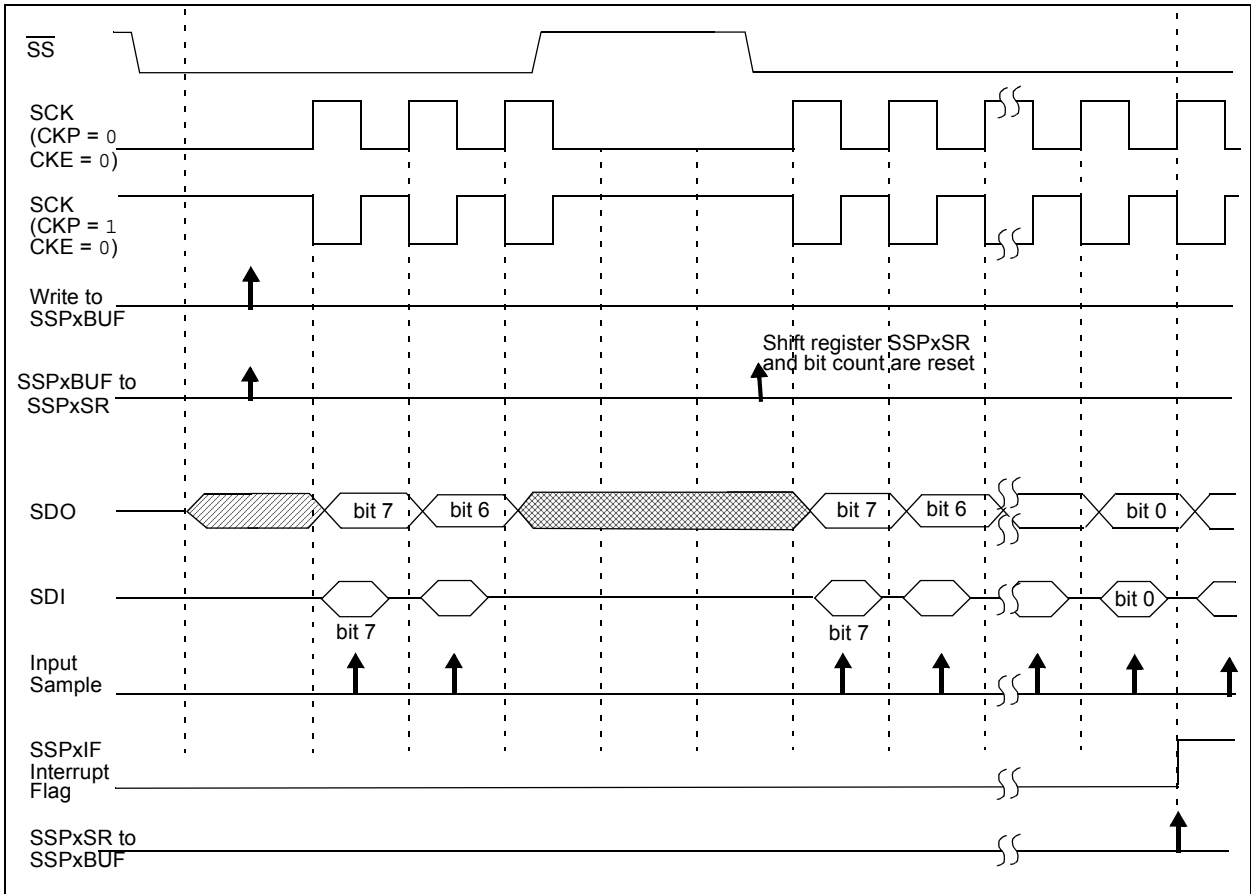 SS
SCK
(CKP = 0
CKE = 0)
SCK
(CKP = 1
CKE = 0)
Write to
SSPxBUF
Shift register SSPxSR
and bit count are reset
SSPxBUF to
SSPxSR
SDO
bit 7
bit 6
bit 7
bit 6
bit 0
SDI
bit 0
bit 7
bit 7
Input
Sample
SSPxIF
Interrupt
Flag
SSPxSR to
SSPxBUF